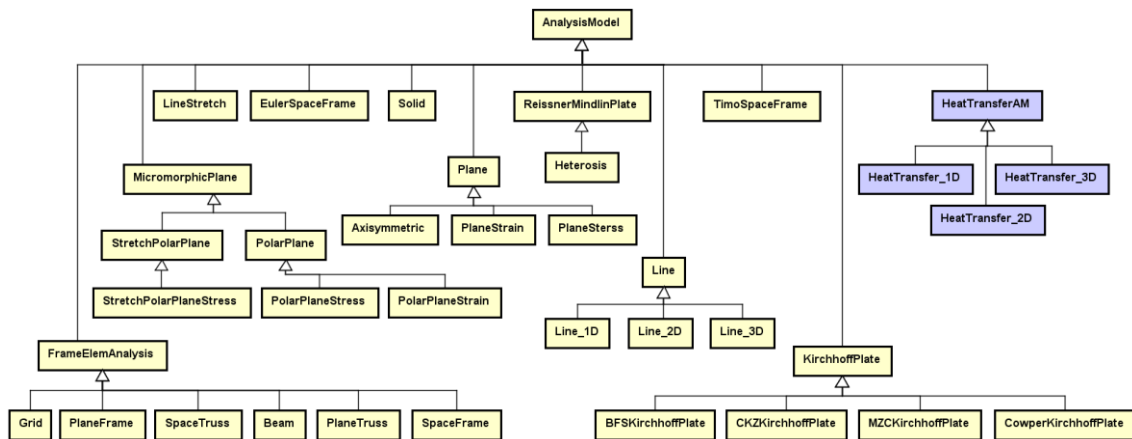 AnalysisModel
LineStretch
EulerSpaceFrame
Solid
ReissnerMindlinPlate
TimoSpaceFrame
HeatTransferAM
MicromorphicPlane
Plane
Heterosis
HeatTransfer_1D
HeatTransfer_3D
HeatTransfer_2D
StretchPolarPlane
PolarPlane
Axisymmetric
PlaneStrain
PlaneSterss
StretchPolarPlaneStress
PolarPlaneStress
PolarPlaneStrain
Line
Line_1D
Line_2D
Line_3D
FrameElemAnalysis
KirchhoffPlate
Grid
PlaneFrame
SpaceTruss
Beam
PlaneTruss
SpaceFrame
BFSKirchhoffPlate
CKZKirchhoffPlate
MZCKirchhoffPlate
CowperKirchhoffPlate